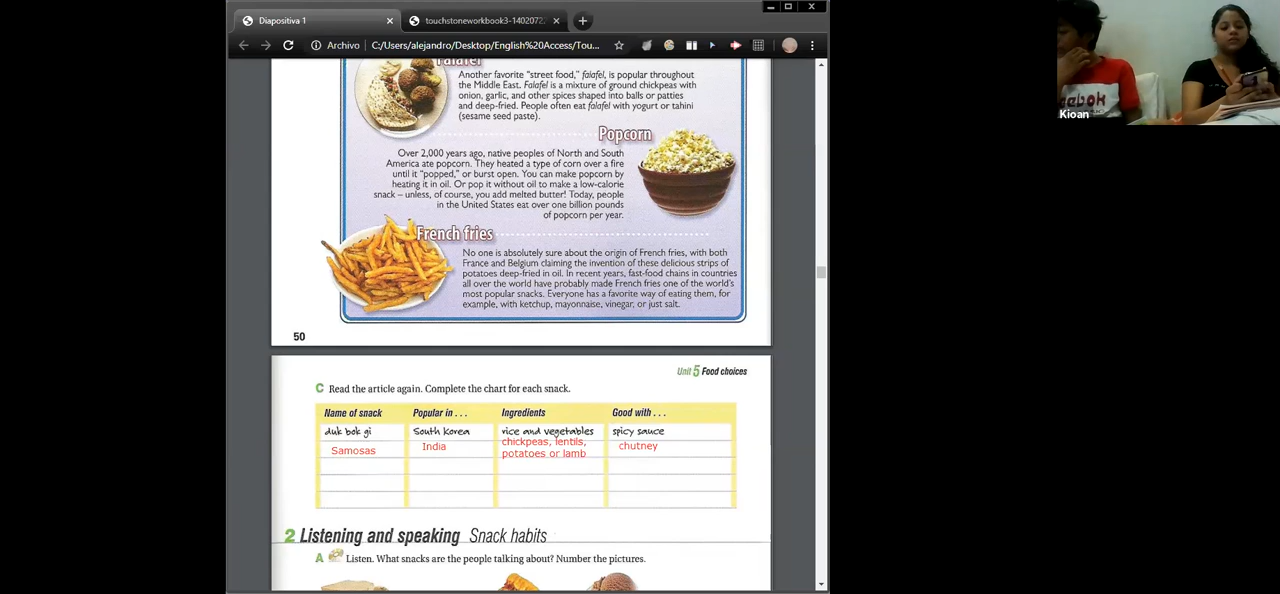 Diapositiva 1
touchstoneworkbook3-1402072
Archivo
C:/Users/alejandro/Desktop/English%20Access/Tou...
Falafel
Another favorite "street food," falafel, is popular throughout
the Middle East. Falafel is a mixture of ground chickpeas with
onion, garlic, and other spices shaped into balls or patties
and deep-fried. People often eat falafel with yogurt or tahini
(sesame seed paste).
Popcorn
Over 2,000 years ago, native peoples of North and South
America ate popcorn. They heated a type of corn over a fire
until it "popped," or burst open. You can make popcorn by
heating it in oil. Or pop it without oil to make a low-calorie
snack – unless, of course, you add melted butter! Today, people
in the United States eat over one billion pounds
of popcorn per year.
French fries
No one is absolutely sure about the origin of French fries, with both
France and Belgium claiming the invention of these delicious strips of
potatoes deep-fried in oil. In recent years, fast-food chains in countries
all over the world have probably made French fries one of the world's
most popular snacks. Everyone has a favorite way of eating them, for
example, with ketchup, mayonnaise, vinegar, or just salt.
50
Unit 5 Food choices
C Read the article again. Complete the chart for each snack.
Name of snack Popular in . . . Ingredients Good with . . .
duk bok gi South Korea rice and vegetables spicy sauce
Samosas India chickpeas, lentils, potatoes or lamb chutney
2 Listening and speaking Snack habits
A Listen. What snacks are the people talking about? Number the pictures.
Kioan